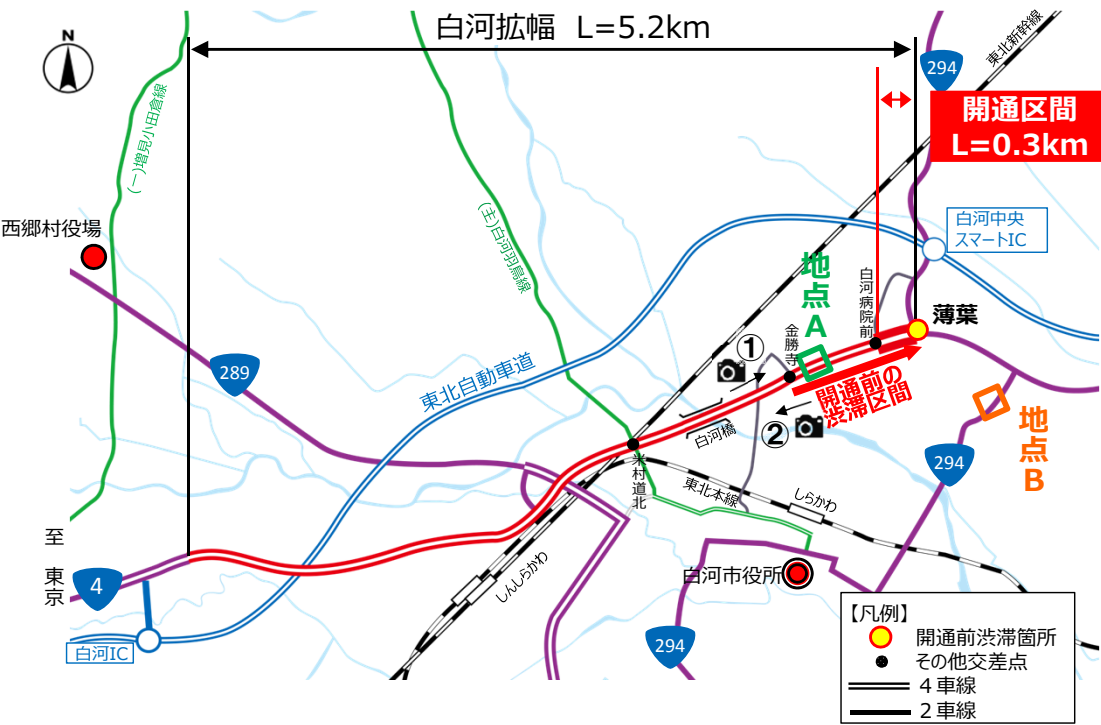 白河拡幅 L=5.2km
N
294
東北新幹線
開通区間
L=0.3km
(一)増見小田倉線
西郷村役場
(主)白河羽鳥線
白河中央
スマートIC
地点A
白河病院前
薄葉
金勝寺
①
289
東北自動車道
開通前の
渋滞区間
②
白河橋
地点B
294
米村道北
東北本線
しらかわ
至
東京
4
しんしらかわ
白河市役所
白河IC
294
【凡例】
開通前渋滞箇所
その他交差点
4車線
2車線